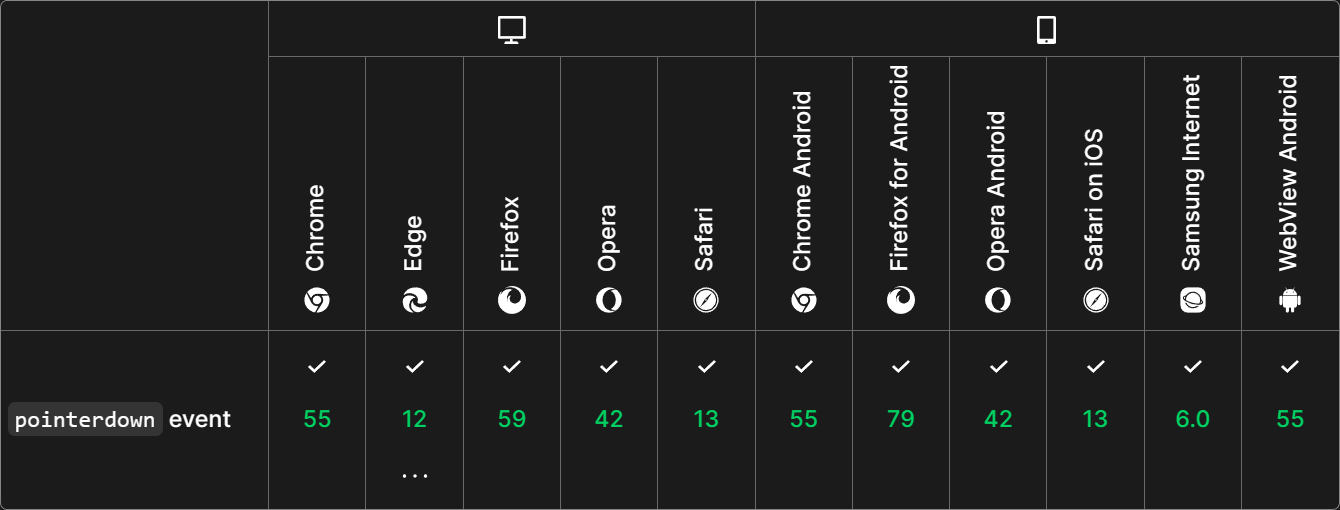 Chrome
Edge
Firefox
Opera
Safari
Chrome Android
Firefox for Android
Opera Android
Safari on iOS
Samsung Internet
WebView Android
pointerdown event
55
12
59
42
13
55
79
42
13
6.0
55
...